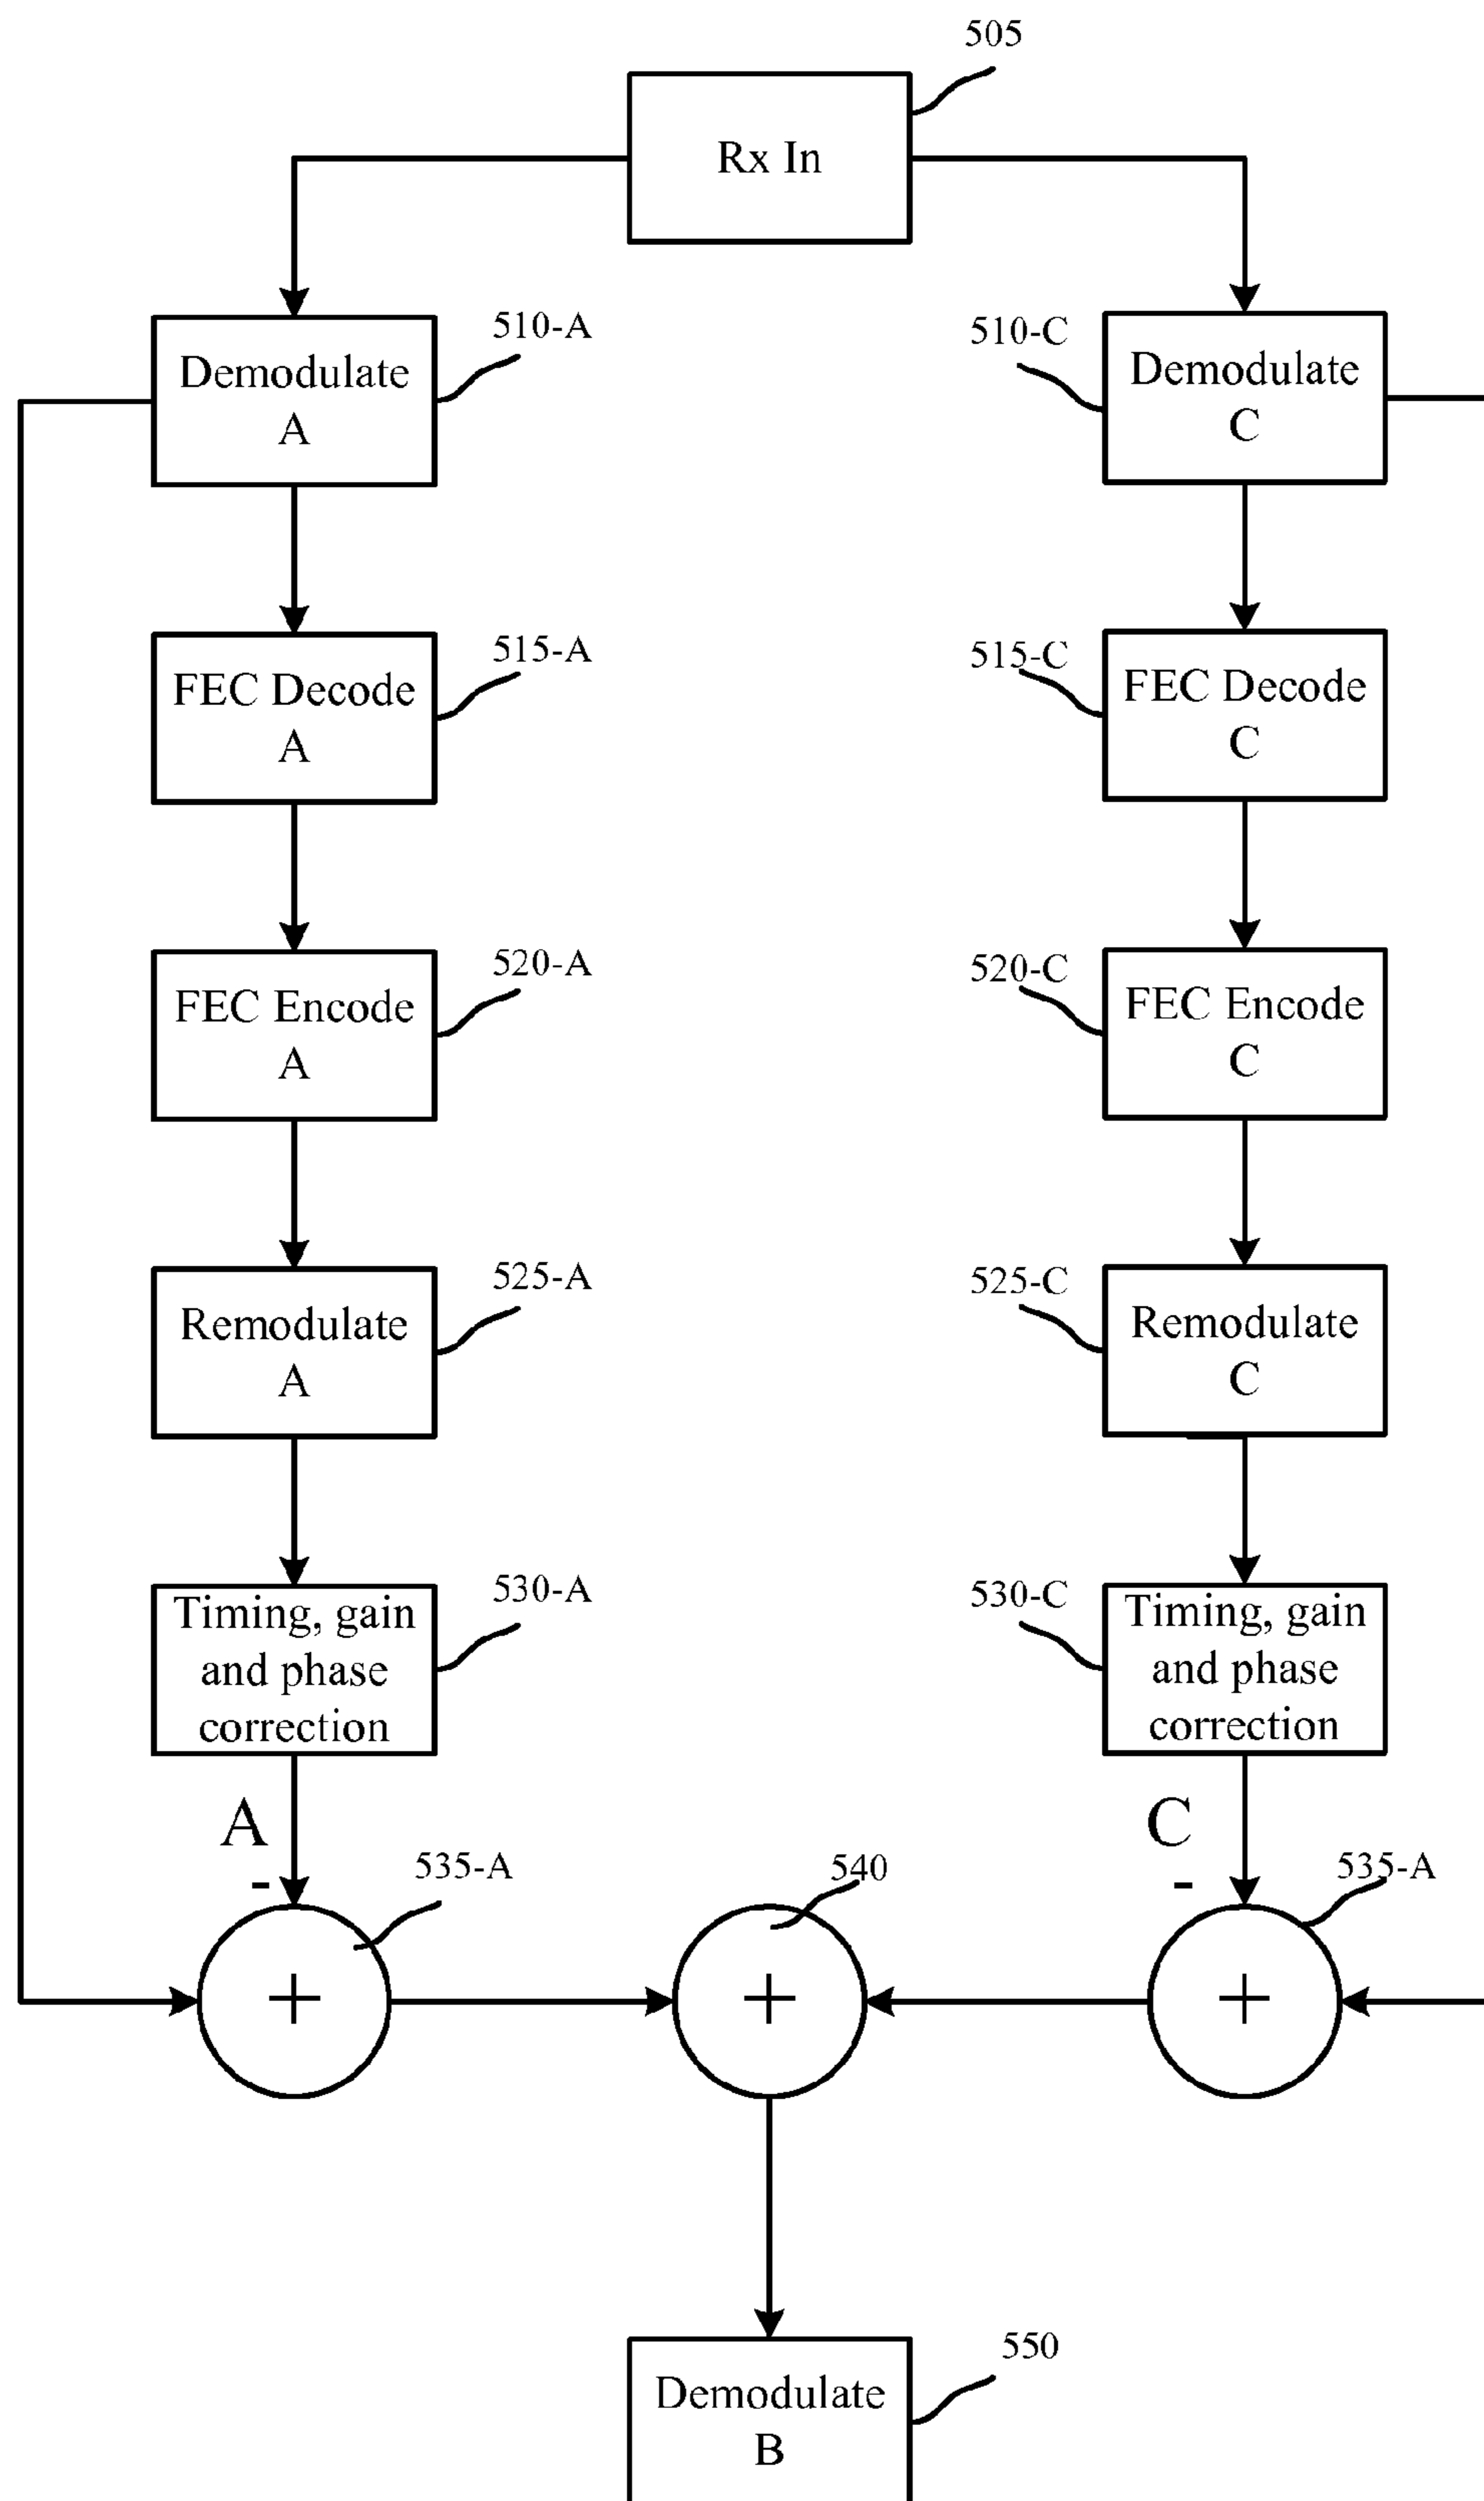 505
Rx In
510-A
510-C
Demodulate
A
Demodulate
C
515-A
515-C
FEC Decode
A
FEC Decode
C
520-A
520-C
FEC Encode
A
FEC Encode
C
525-A
525-C
Remodulate
A
Remodulate
C
530-A
530-C
Timing, gain
and phase
correction
Timing, gain
and phase
correction
A
-
C
-
535-A
540
535-A
+
+
+
550
Demodulate
B